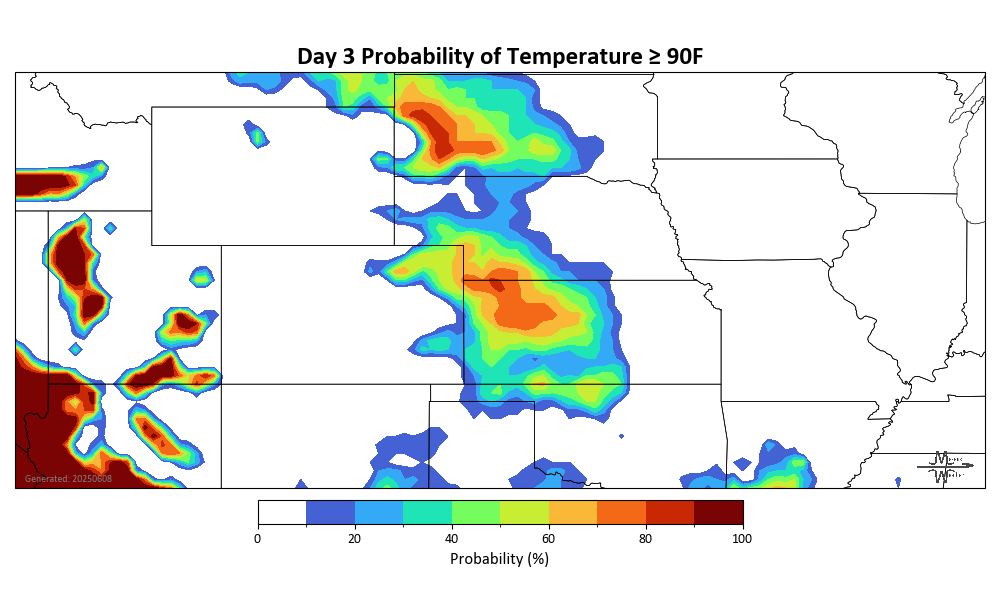 Day 3 Probability of Temperature ≥ 90F
Generated: 20250608
0 20 40 60 80 100
Probability (%)